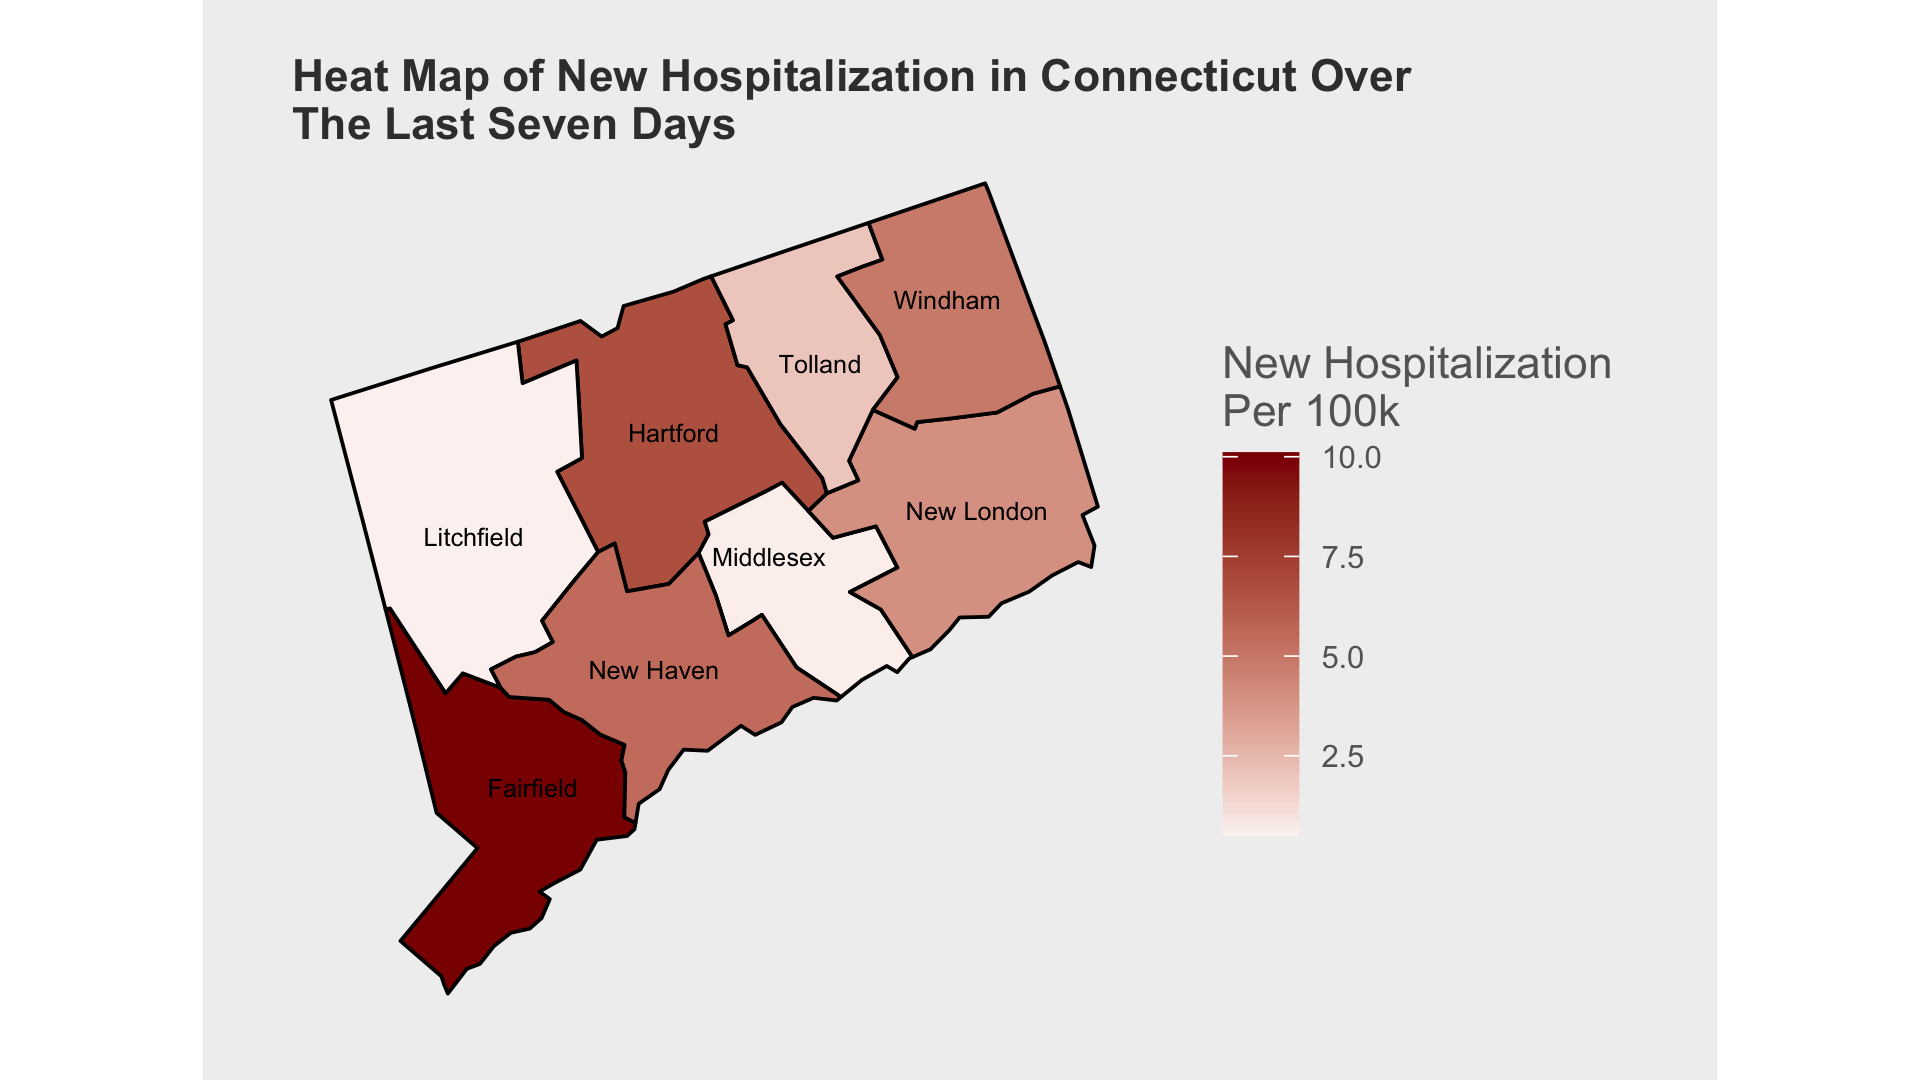 Heat Map of New Hospitalization in Connecticut Over
The Last Seven Days
Windham
Tolland
Hartford
New London
Litchfield
Middlesex
New Haven
Fairfield
New Hospitalization
Per 100k
10.0
7.5
5.0
2.5